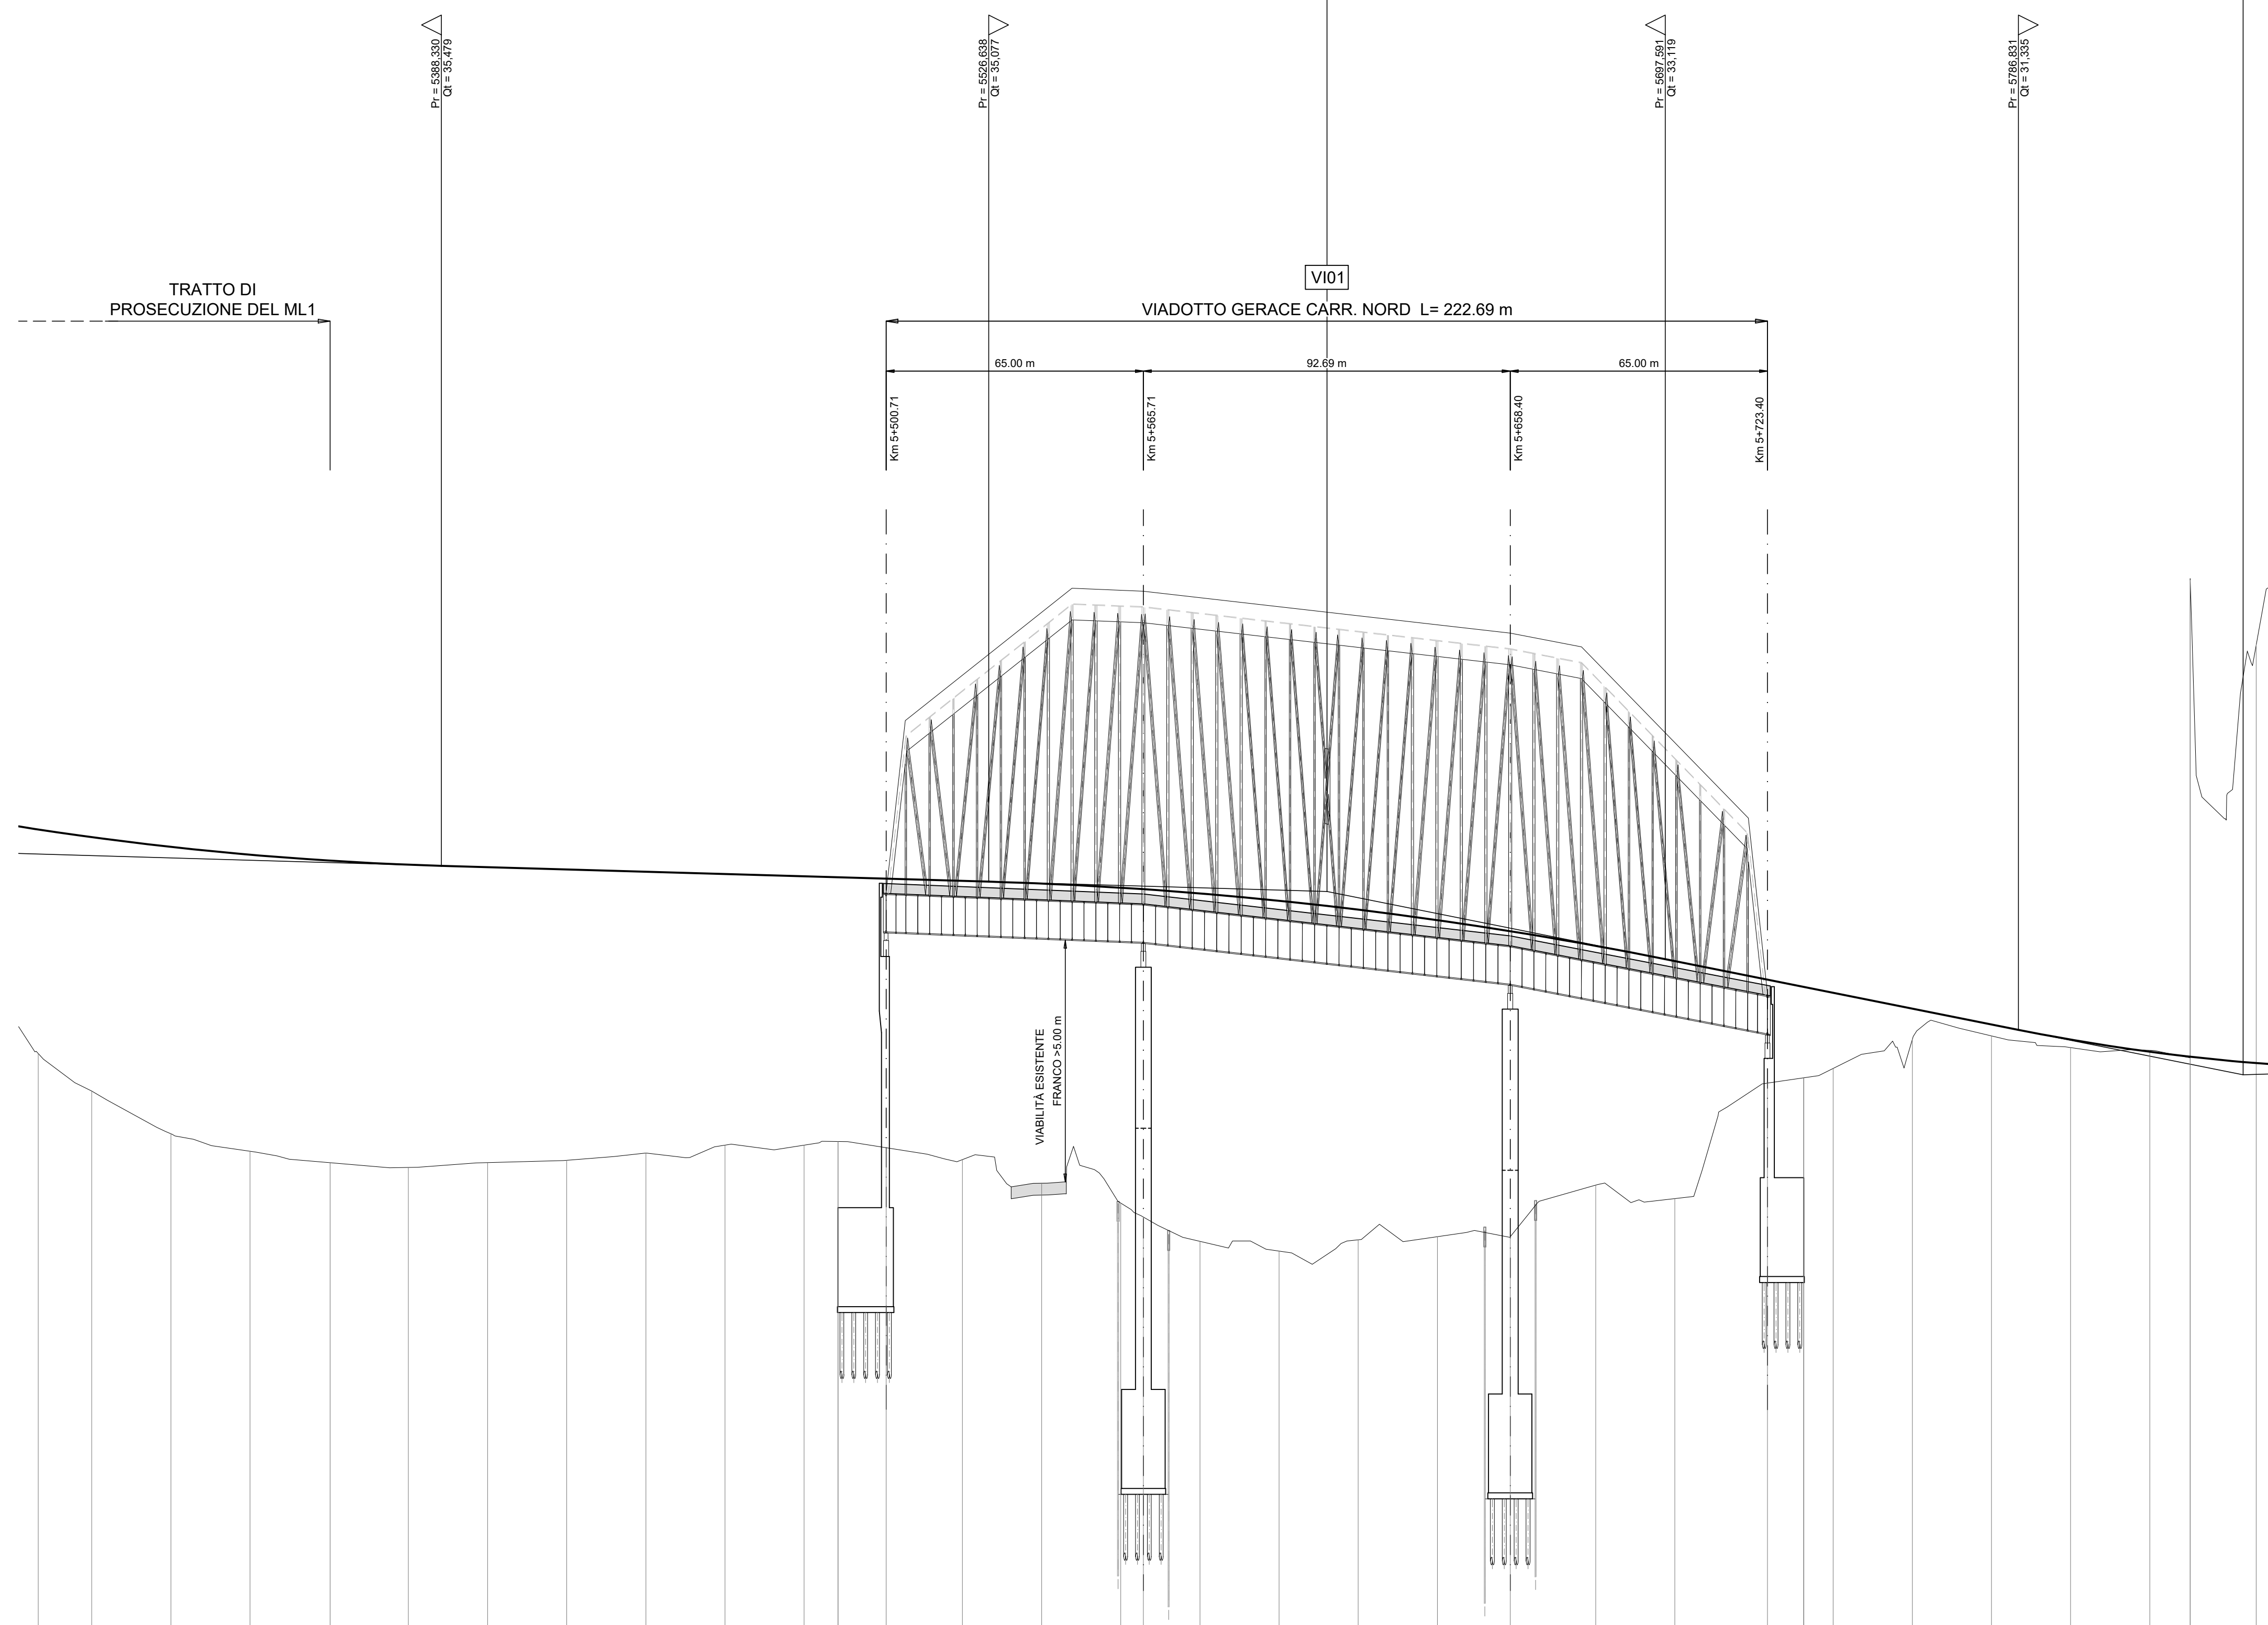 Pr = 5388,330
Qt = 35,479
Pr = 5526,638
Qt = 35,077
Pr = 5697,591
Qt = 33,119
Pr = 5786,831
Qt = 31,335
TRATTO DI
PROSECUZIONE DEL ML1
VI01
VIADOTTO GERACE CARR. NORD L= 222.69 m
65.00 m
92.69 m
65.00 m
Km 5+500.71
Km 5+565.71
Km 5+658.40
Km 5+723.40
VIABILITÀ ESISTENTE
FRANCO >5.00 m